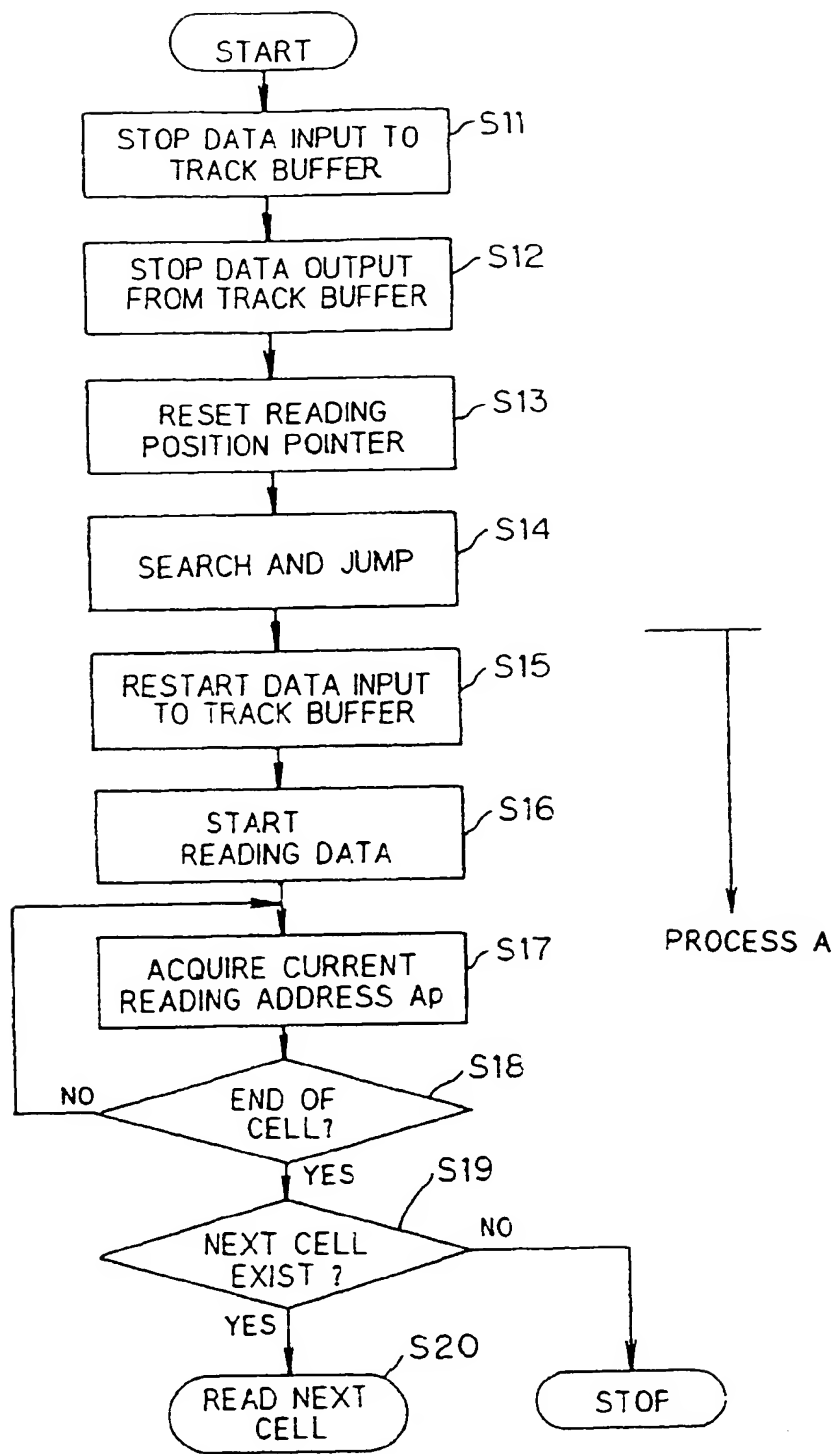 START
S11
STOP DATA INPUT TO
TRACK BUFFER
S12
STOP DATA OUTPUT
FROM TRACK BUFFER
S13
RESET READING
POSITION POINTER
S14
SEARCH AND JUMP
S15
RESTART DATA INPUT
TO TRACK BUFFER
S16
START
READING DATA
PROCESS A
S17
ACQUIRE CURRENT
READING ADDRESS Ap
S18
NO
END OF
CELL?
YES
S19
NEXT CELL
EXIST ?
NO
YES
S20
READ NEXT
CELL
STOF